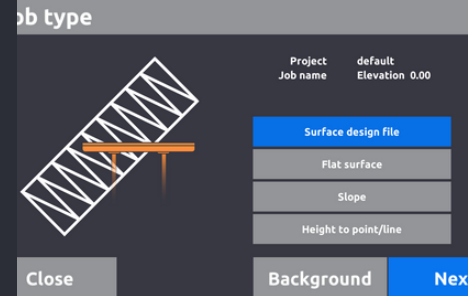 ob type
Project default
Job name Elevation 0.00
Surface design file
Flat surface
Slope
Height to point/line
Close Background Nex